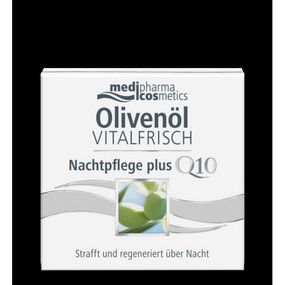 medipharma
cosmetics
Olivenöl
VITALFRISCH
Nachtpflege plus Q10
Strafft und regeneriert über Nacht